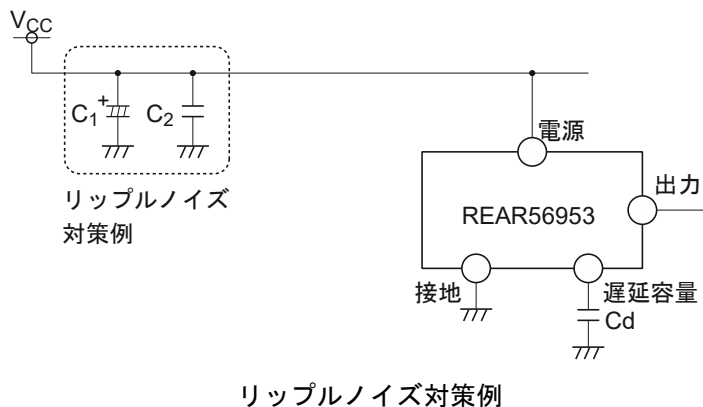 VCC
C1
+
C2
リップルノイズ
対策例
電源
出力
REAR56953
接地
遅延容量
Cd
リップルノイズ対策例